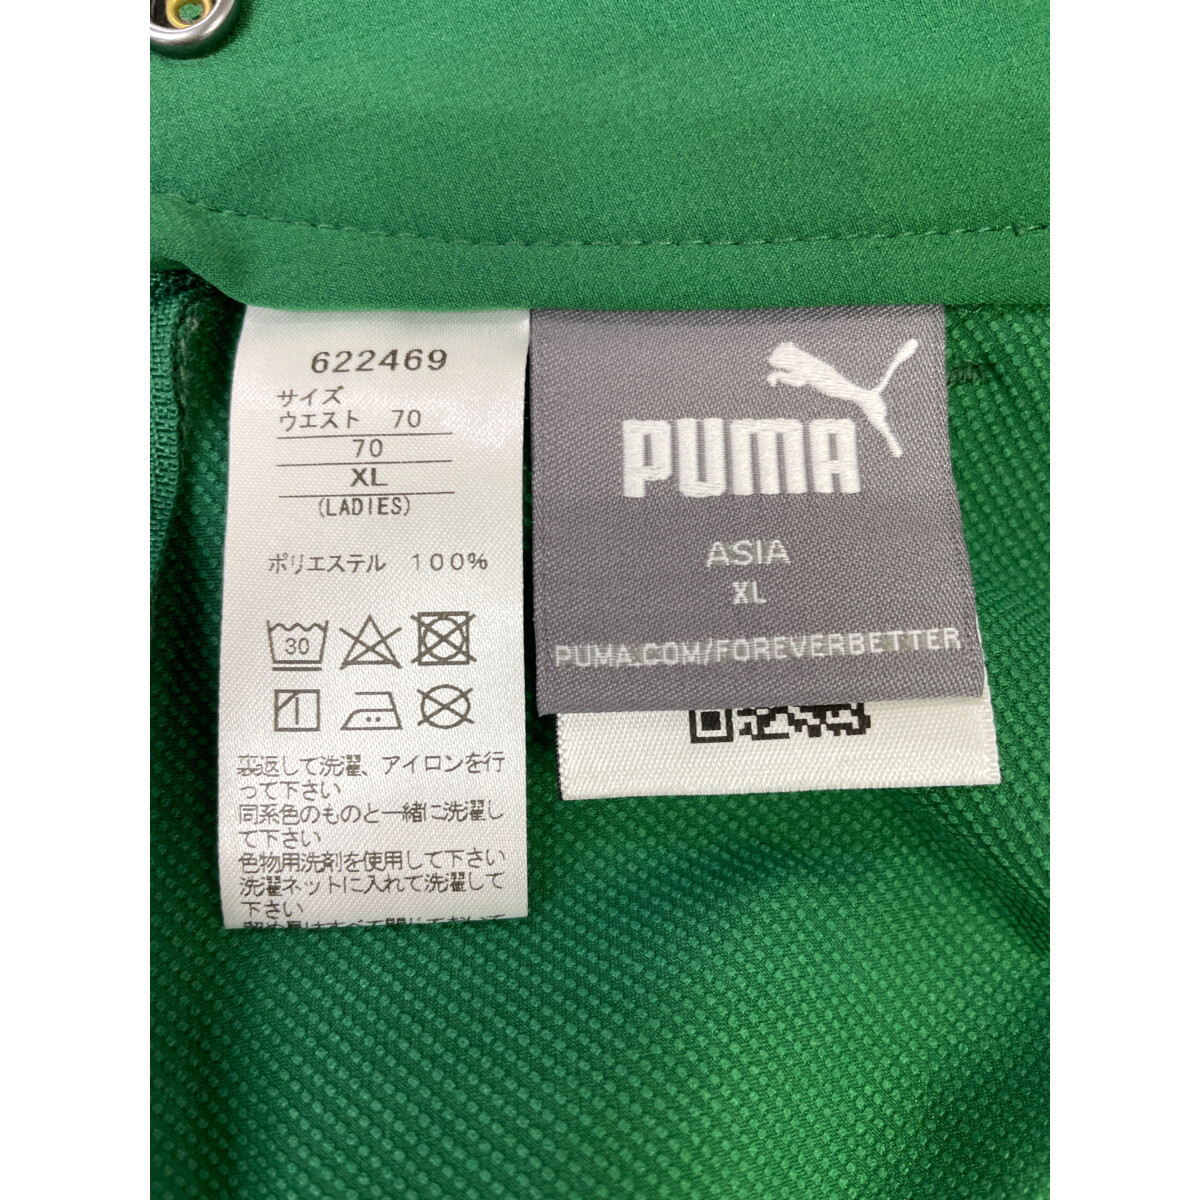 622469
サイズ
ウエスト 70
70
XL
(LADIES)
ポリエステル 100%
30
裏返して洗濯、アイロンを行
って下さい
同系色のものと一緒に洗濯し
て下さい
色物用洗剤を使用して下さい
洗濯ネットに入れて洗濯して
下さい
PUMA
ASIA
XL
PUMA.COM/FOREVERBETTER